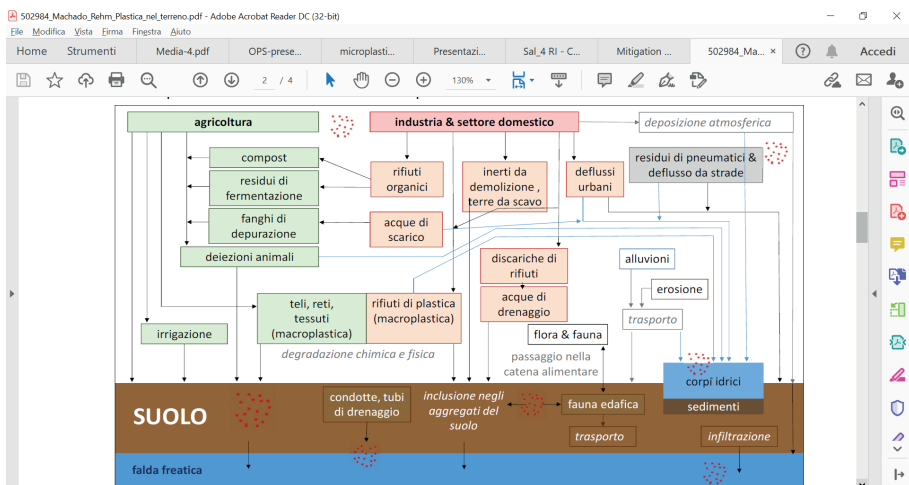 502984_Machado_Rehm_Plastica_nel_terreno.pdf - Adobe Acrobat Reader DC (32-bit)
File Modifica Vista Firma Finestra Aiuto
Home Strumenti Media-4.pdf OPS-prese... microplasti... Presentazi... Sal_4 RI - C... Mitigation ... 502984_Ma... × Accedi
2 / 4 130%
agricoltura
industria & settore domestico
deposizione atmosferica
compost
residui di
fermentazione
fanghi di
depurazione
deiezioni animali
rifiuti
organici
acque di
scarico
inerti da
demolizione ,
terre da scavo
deflussi
urbani
residui di pneumatici &
deflusso da strade
discariche di
rifiuti
acque di
drenaggio
alluvioni
erosione
trasporto
irrigazione
teli, reti,
tessuti
(macroplastica)
rifiuti di plastica
(macroplastica)
degradazione chimica e fisica
flora & fauna
passaggio nella
catena alimentare
corpi idrici
sedimenti
SUOLO
condotte, tubi
di drenaggio
inclusione negli
aggregati del
suolo
fauna edafica
trasporto
infiltrazione
falda freatica